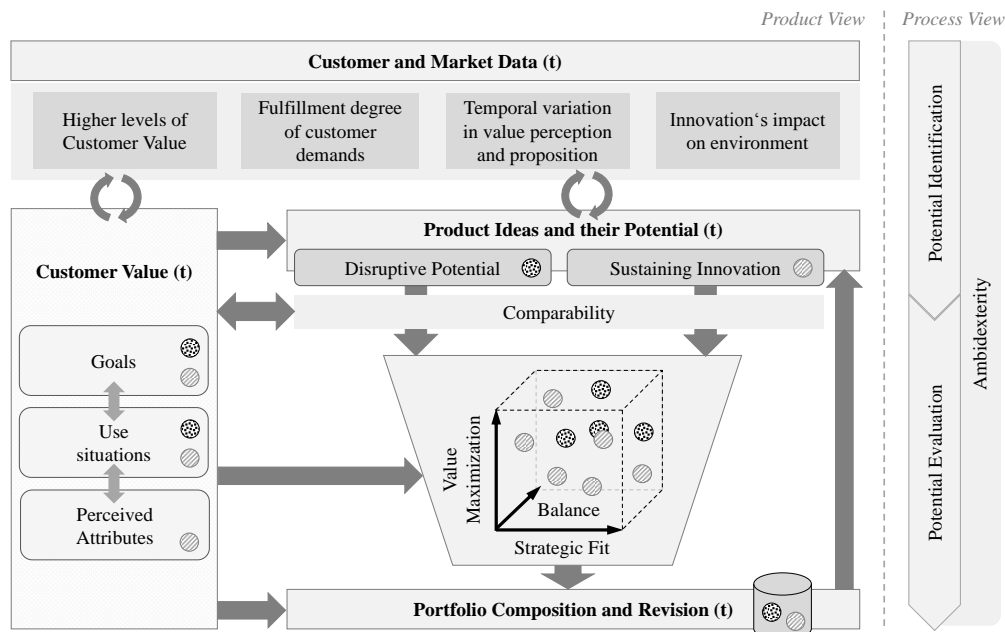 Product View
Process View
Customer and Market Data (t)
Higher levels of
Customer Value
Fulfillment degree
of customer
demands
Temporal variation
in value perception
and proposition
Innovation‘s impact
on environment
Customer Value (t)
Goals
Use
situations
Perceived
Attributes
Product Ideas and their Potential (t)
Disruptive Potential
Sustaining Innovation
Comparability
Value
Maximization
Balance
Strategic Fit
Portfolio Composition and Revision (t)
Potential Identification
Potential Evaluation
Ambidexterity